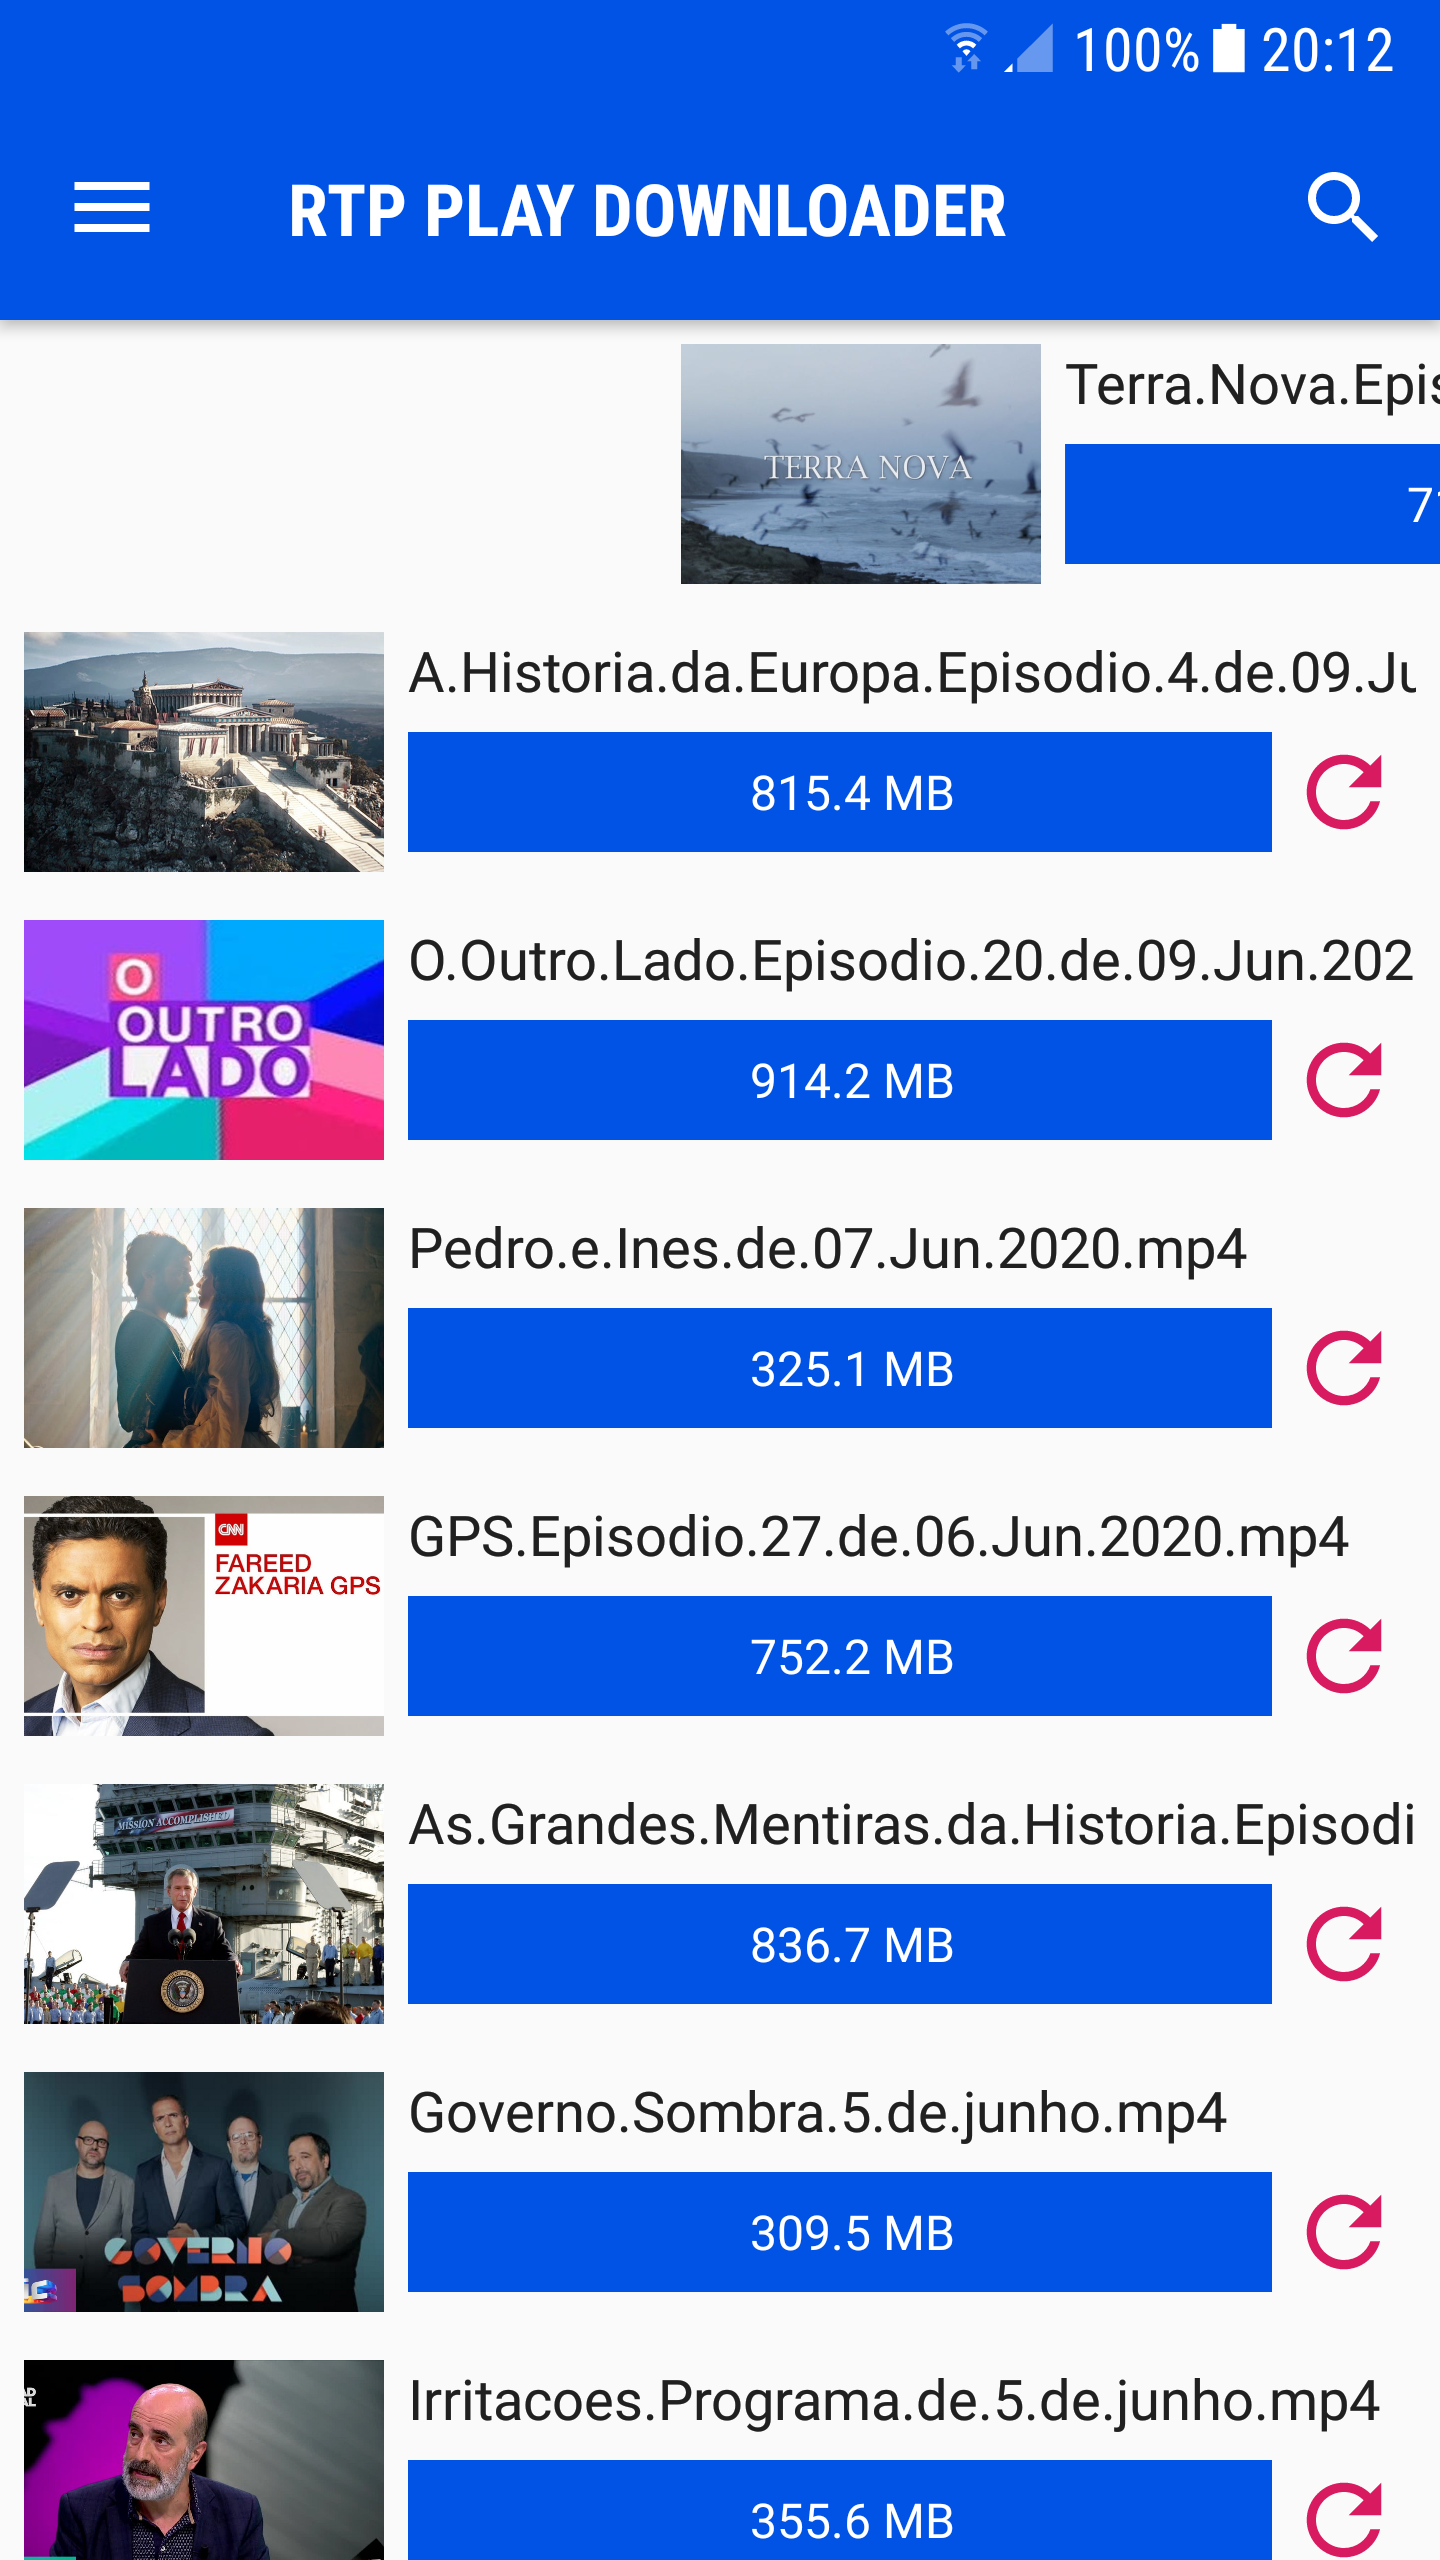 100% 20:12
RTP PLAY DOWNLOADER
TERRA NOVA
Terra.Nova.Epis
71
A.Historia.da.Europa.Episodio.4.de.09.Ju
815.4 MB
O
OUTRO
LADO
O.Outro.Lado.Episodio.20.de.09.Jun.202
914.2 MB
Pedro.e.Ines.de.07.Jun.2020.mp4
325.1 MB
CNN
FAREED
ZAKARIA GPS
GPS.Episodio.27.de.06.Jun.2020.mp4
752.2 MB
MISSION ACCOMPLISHED
As.Grandes.Mentiras.da.Historia.Episodi
836.7 MB
GOVERNO
SOMBRA
Governo.Sombra.5.de.junho.mp4
309.5 MB
Irritacoes.Programa.de.5.de.junho.mp4
355.6 MB